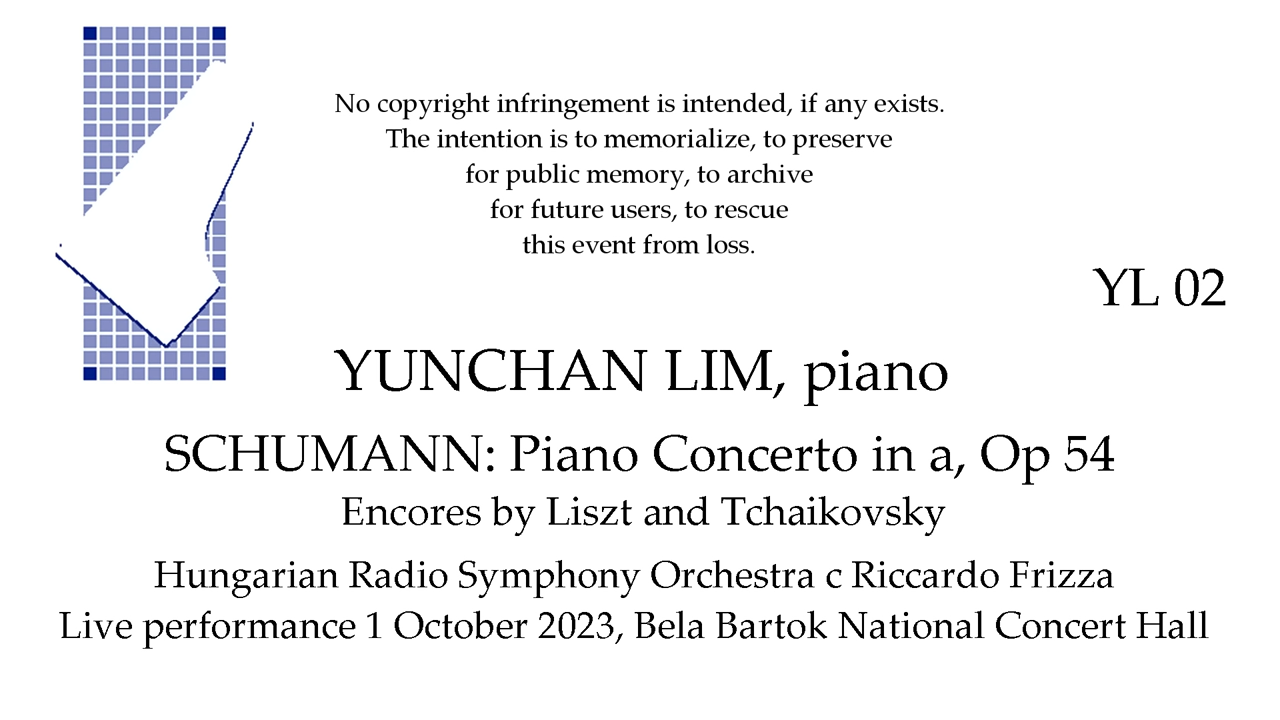 No copyright infringement is intended, if any exists.
The intention is to memorialize, to preserve
for public memory, to archive
for future users, to rescue
this event from loss.
YL 02
YUNCHAN LIM, piano
SCHUMANN: Piano Concerto in a, Op 54
Encores by Liszt and Tchaikovsky
Hungarian Radio Symphony Orchestra c Riccardo Frizza
Live performance 1 October 2023, Bela Bartok National Concert Hall